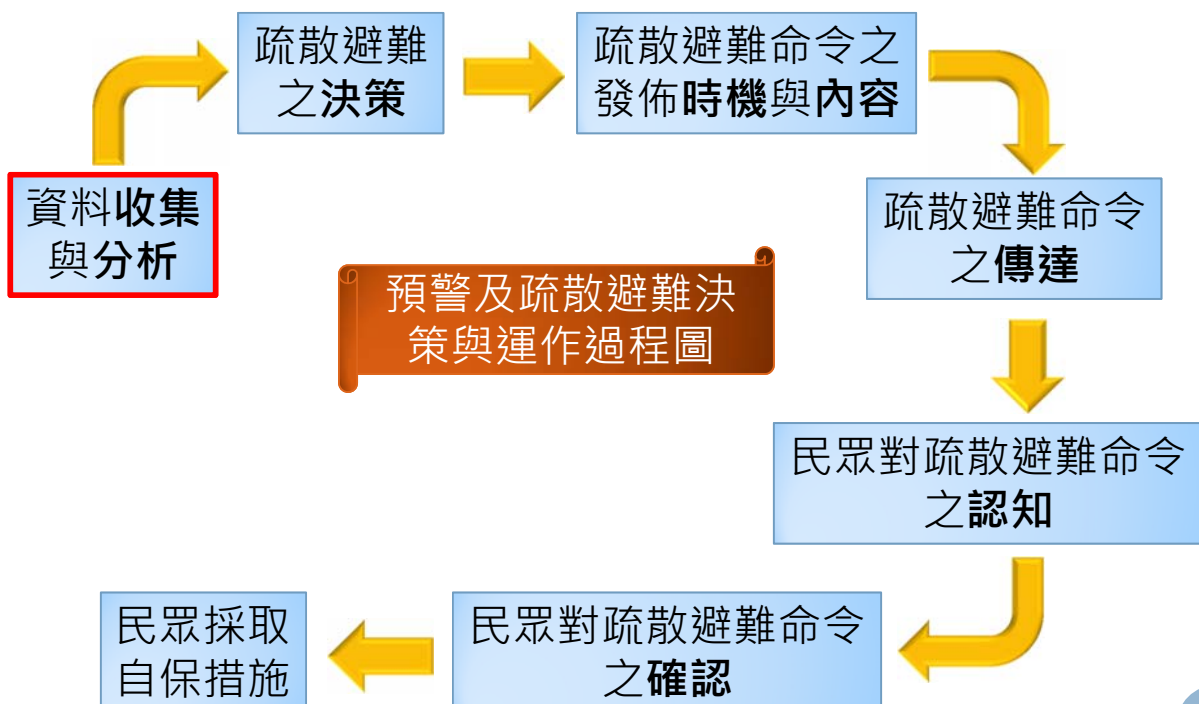 疏散避難
之決策
疏散避難命令之
發佈時機與內容
資料收集
與分析
疏散避難命令
之傳達
預警及疏散避難決
策與運作過程圖
民眾對疏散避難命令
之認知
民眾對疏散避難命令
之確認
民眾採取
自保措施